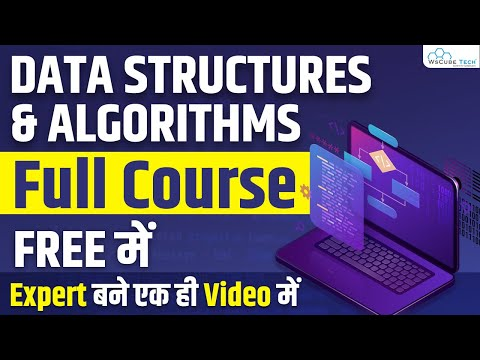 WsCube Tech
DATA STRUCTURES
& ALGORITHMS
Full Course
FREE में
Expert बने एक ही Video में